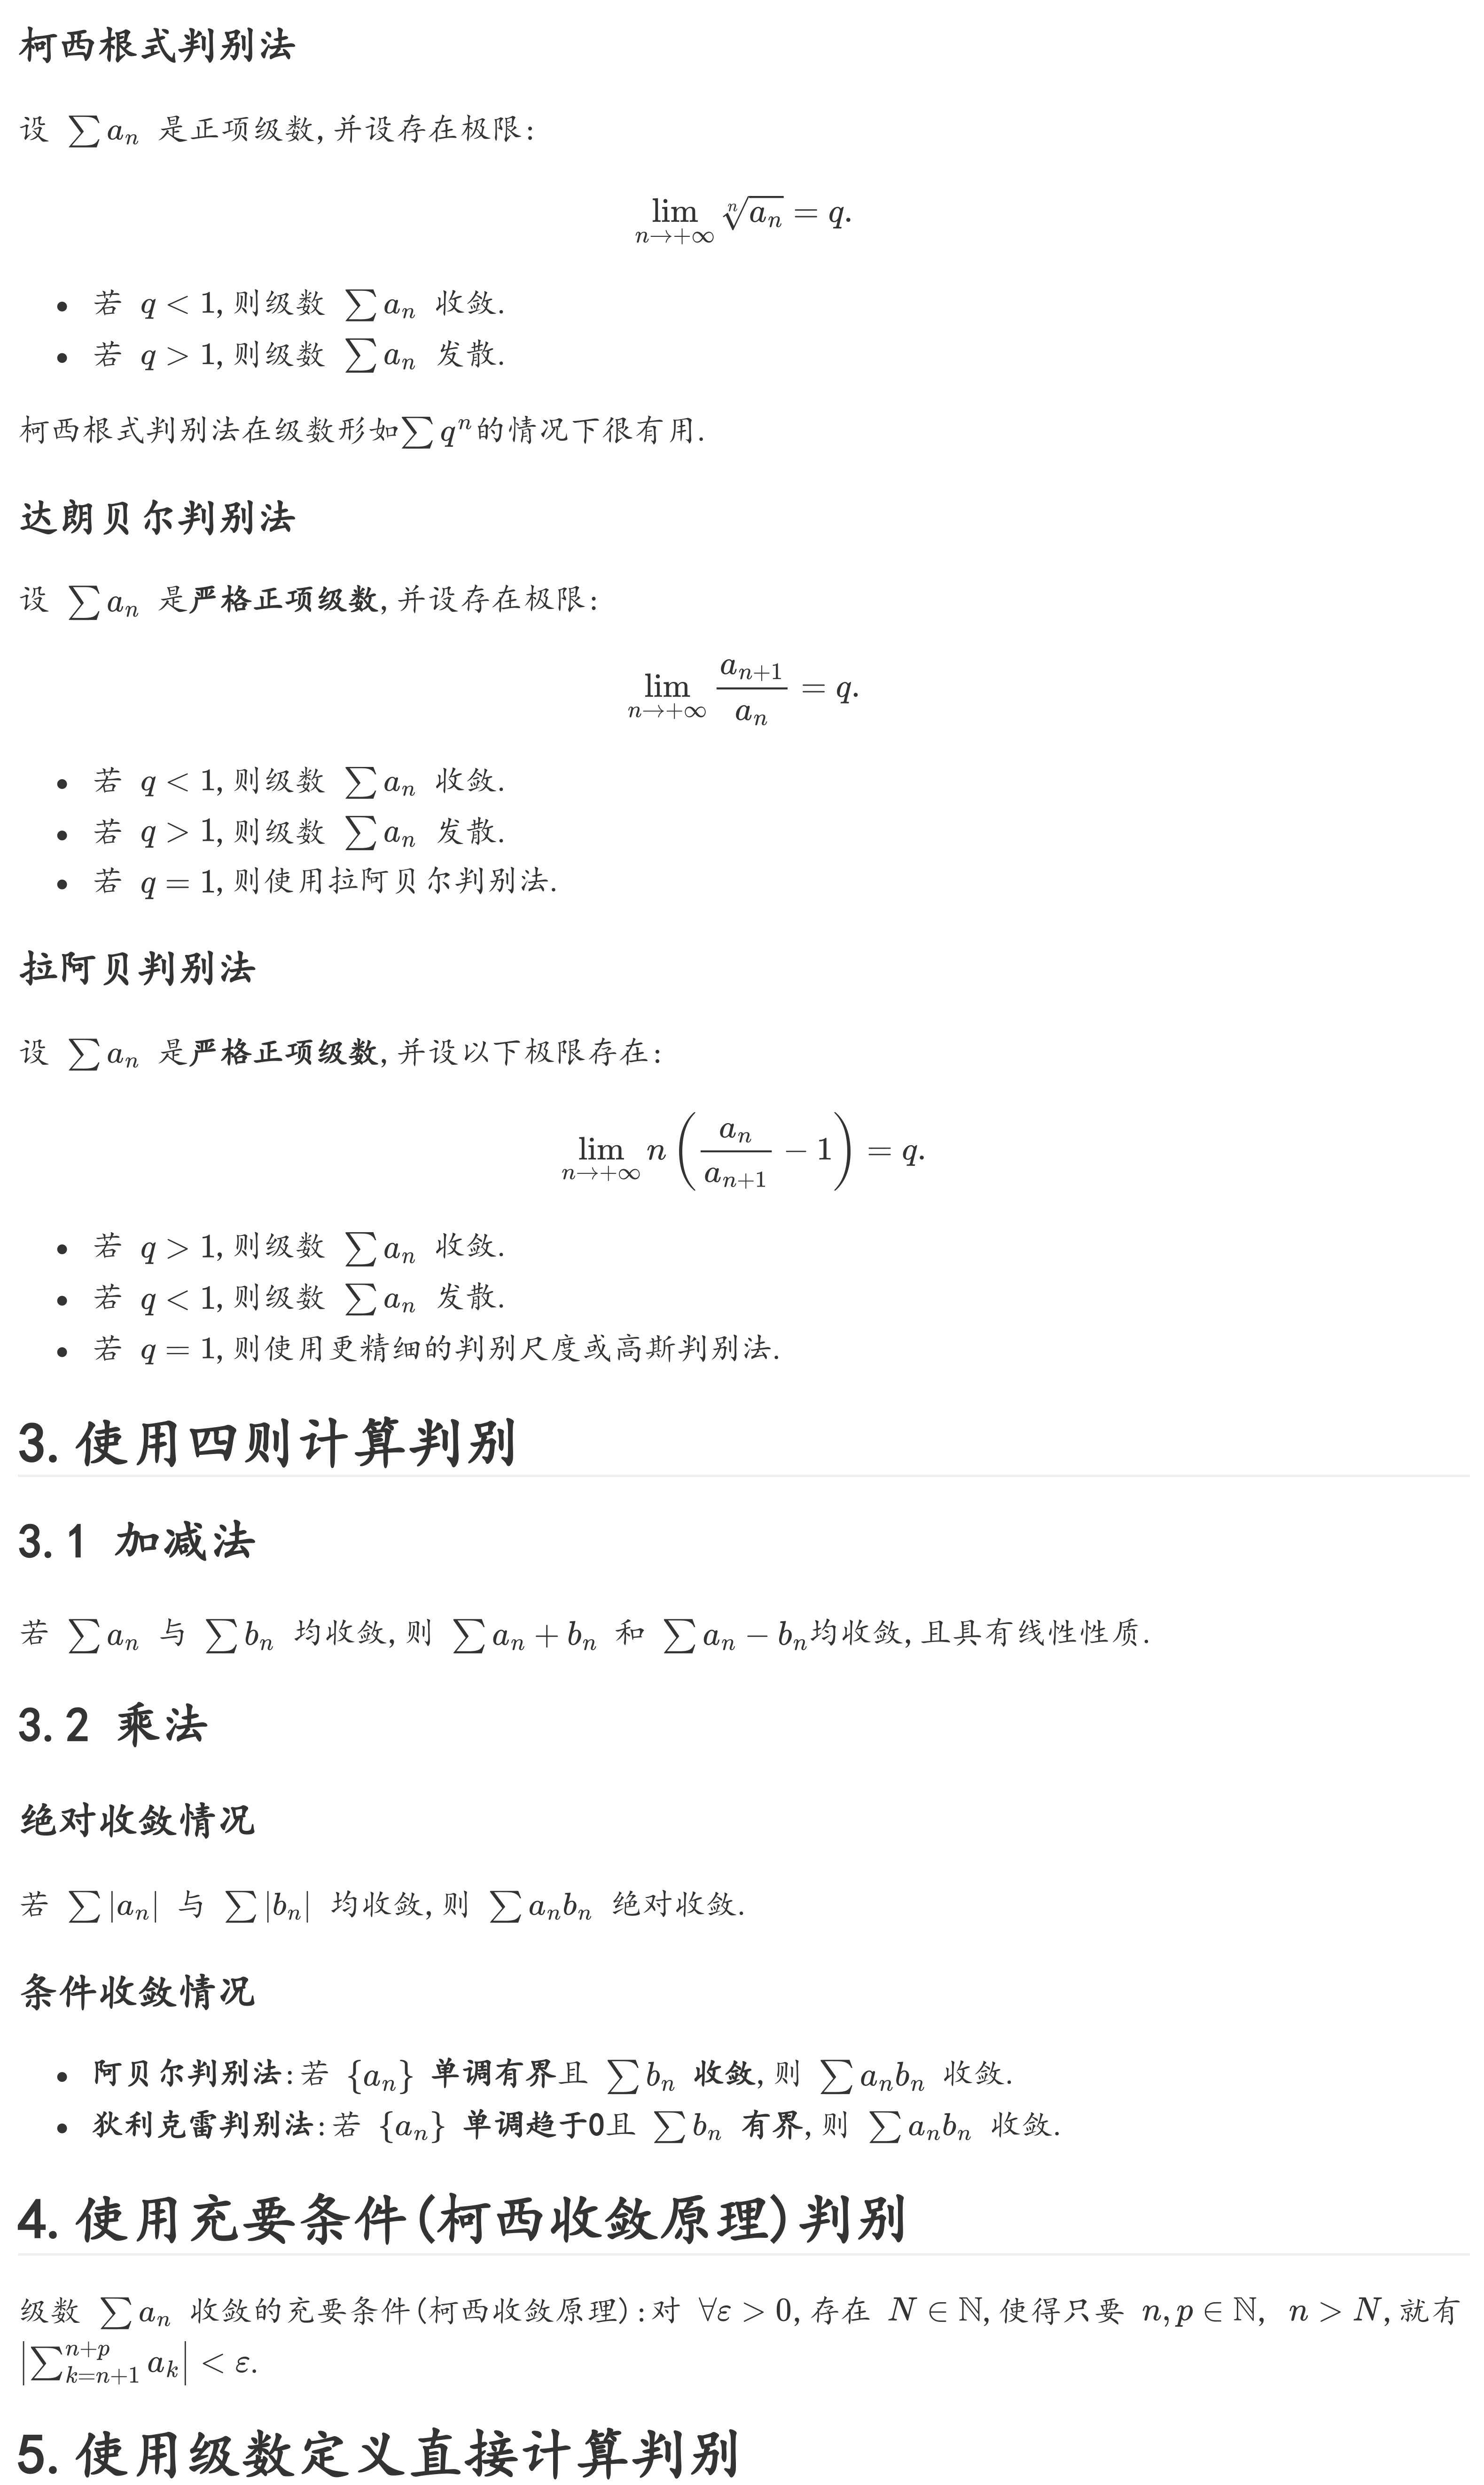 柯西根式判别法
设 $\sum a_n$ 是正项级数,并设存在极限:
$$\lim_{n\to+\infty} \sqrt[n]{a_n} = q.$$
• 若 $q < 1$,则级数 $\sum a_n$ 收敛.
• 若 $q > 1$,则级数 $\sum a_n$ 发散.
柯西根式判别法在级数形如$\sum q^n$的情况下很有用.
达朗贝尔判别法
设 $\sum a_n$ 是严格正项级数,并设存在极限:
$$\lim_{n\to+\infty} \frac{a_{n+1}}{a_n} = q.$$
• 若 $q < 1$,则级数 $\sum a_n$ 收敛.
• 若 $q > 1$,则级数 $\sum a_n$ 发散.
• 若 $q = 1$,则使用拉阿贝尔判别法.
拉阿贝判别法
设 $\sum a_n$ 是严格正项级数,并设以下极限存在:
$$\lim_{n\to+\infty} n\left(\frac{a_n}{a_{n+1}} - 1\right) = q.$$
• 若 $q > 1$,则级数 $\sum a_n$ 收敛.
• 若 $q < 1$,则级数 $\sum a_n$ 发散.
• 若 $q = 1$,则使用更精细的判别尺度或高斯判别法.
3.使用四则计算判别
3.1 加减法
若 $\sum a_n$ 与 $\sum b_n$ 均收敛,则 $\sum a_n + b_n$ 和 $\sum a_n - b_n$均收敛,且具有线性性质.
3.2 乘法
绝对收敛情况
若 $\sum |a_n|$ 与 $\sum |b_n|$ 均收敛,则 $\sum a_n b_n$ 绝对收敛.
条件收敛情况
• 阿贝尔判别法:若 $\{a_n\}$ 单调有界且 $\sum b_n$ 收敛,则 $\sum a_n b_n$ 收敛.
• 狄利克雷判别法:若 $\{a_n\}$ 单调趋于0且 $\sum b_n$ 有界,则 $\sum a_n b_n$ 收敛.
4.使用充要条件(柯西收敛原理)判别
级数 $\sum a_n$ 收敛的充要条件(柯西收敛原理):对 $\forall \varepsilon > 0$,存在 $N \in \mathbb{N}$,使得只要 $n, p \in \mathbb{N},\ n > N$,就有
$\left|\sum_{k=n+1}^{n+p} a_k\right| < \varepsilon$.
5.使用级数定义直接计算判别